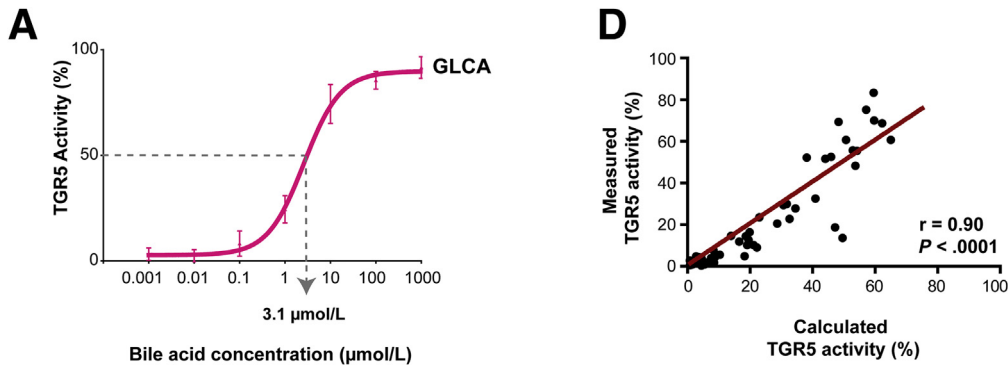 A
TGR5 Activity (%)
100
50
0
GLCA
0.001 0.01 0.1 1 10 100 1000
3.1 µmol/L
Bile acid concentration (µmol/L)
D
Measured
TGR5 activity (%)
100
80
60
40
20
0
r = 0.90
P < .0001
0 20 40 60 80 100
Calculated
TGR5 activity (%)